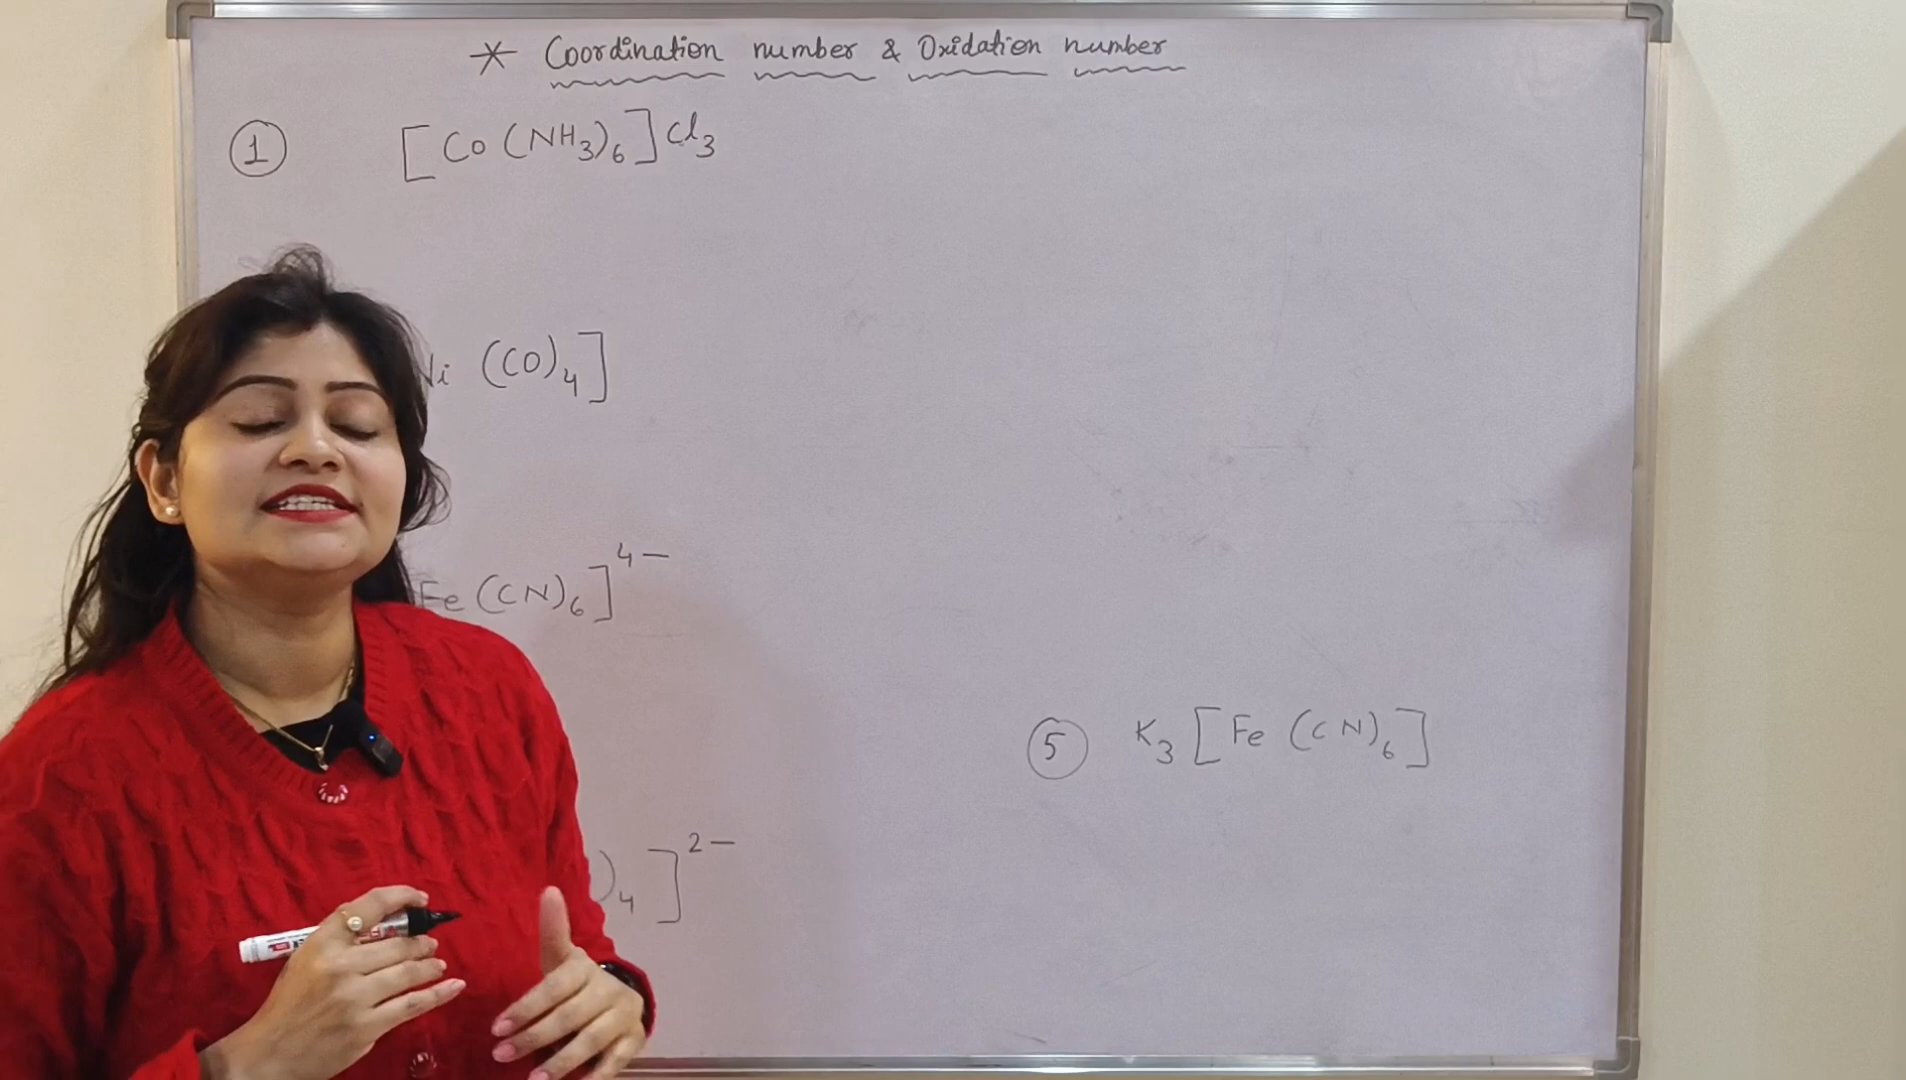 * Coordination number & Oxidation number
① [Co(NH₃)₆]Cl₃
Ni (CO)₄]
Fe(CN)₆]⁴⁻
⑤ K₃[Fe(CN)₆]
)₄]²⁻